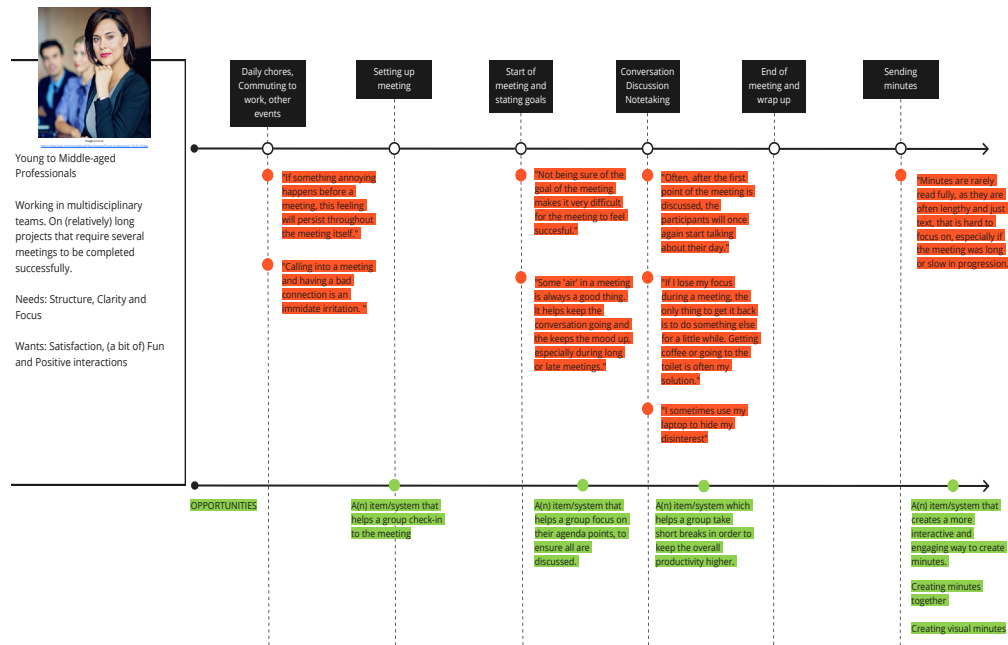 Daily chores,
Commuting to
work, other
events
Setting up
meeting
Start of
meeting and
stating goals
Conversation
Discussion
Notetaking
End of
meeting and
wrap up
Sending
minutes
Young to Middle-aged
Professionals
Working in multidisciplinary
teams. On (relatively) long
projects that require several
meetings to be completed
successfully.
Needs: Structure, Clarity and
Focus
Wants: Satisfaction, (a bit of) Fun
and Positive interactions
"If something annoying
happens before a
meeting, this feeling
will persist throughout
the meeting itself."
"Calling into a meeting
and having a bad
connection is an
immidate irritation. "
"Not being sure of the
goal of the meeting
makes it very difficult
for the meeting to feel
succesful."
"Some 'air' in a meeting
is always a good thing.
It helps keep the
conversation going and
the keeps the mood up,
especially during long
or late meetings."
"Often, after the first
point of the meeting is
discussed, the
participants will once
again start talking
about their day."
"If I lose my focus
during a meeting, the
only thing to get it back
is to do something else
for a little while. Getting
coffee or going to the
toilet is often my
solution."
"I sometimes use my
laptop to hide my
disinterest"
"Minutes are rarely
read fully, as they are
often lengthy and just
text, that is hard to
focus on, especially if
the meeting was long
or slow in progression.
OPPORTUNITIES
A(n) item/system that
helps a group check-in
to the meeting
A(n) item/system that
helps a group focus on
their agenda points, to
ensure all are
discussed.
A(n) item/system which
helps a group take
short breaks in order to
keep the overall
productivity higher.
A(n) item/system that
creates a more
interactive and
engaging way to create
minutes.
Creating minutes
together
Creating visual minutes